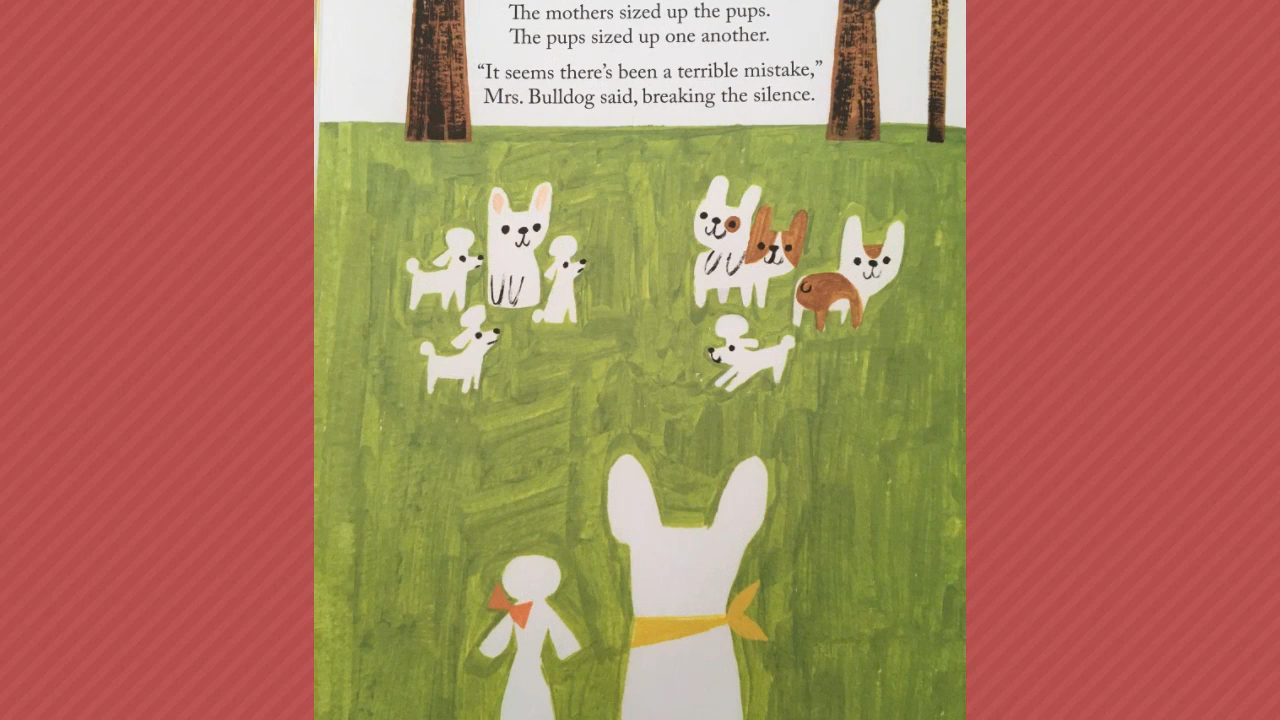 The mothers sized up the pups.
The pups sized up one another.
“It seems there’s been a terrible mistake,”
Mrs. Bulldog said, breaking the silence.